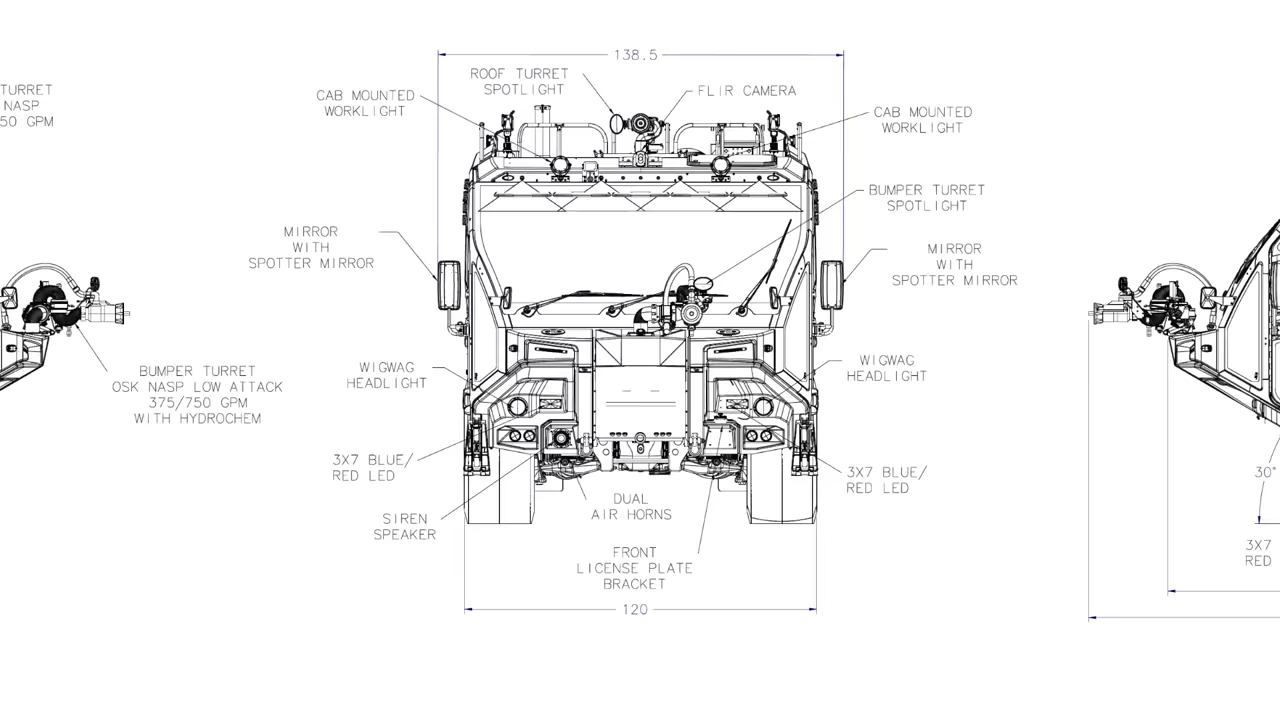 TURRET
NASP
50 GPM
138.5
ROOF TURRET
SPOTLIGHT
FLIR CAMERA
CAB MOUNTED
WORKLIGHT
CAB MOUNTED
WORKLIGHT
BUMPER TURRET
SPOTLIGHT
MIRROR
WITH
SPOTTER MIRROR
MIRROR
WITH
SPOTTER MIRROR
BUMPER TURRET
OSK NASP LOW ATTACK
375/750 GPM
WITH HYDROCHEM
WIGWAG
HEADLIGHT
WIGWAG
HEADLIGHT
3X7 BLUE/
RED LED
3X7 BLUE/
RED LED
30°
SIREN
SPEAKER
DUAL
AIR HORNS
FRONT
LICENSE PLATE
BRACKET
3X7
RED
120